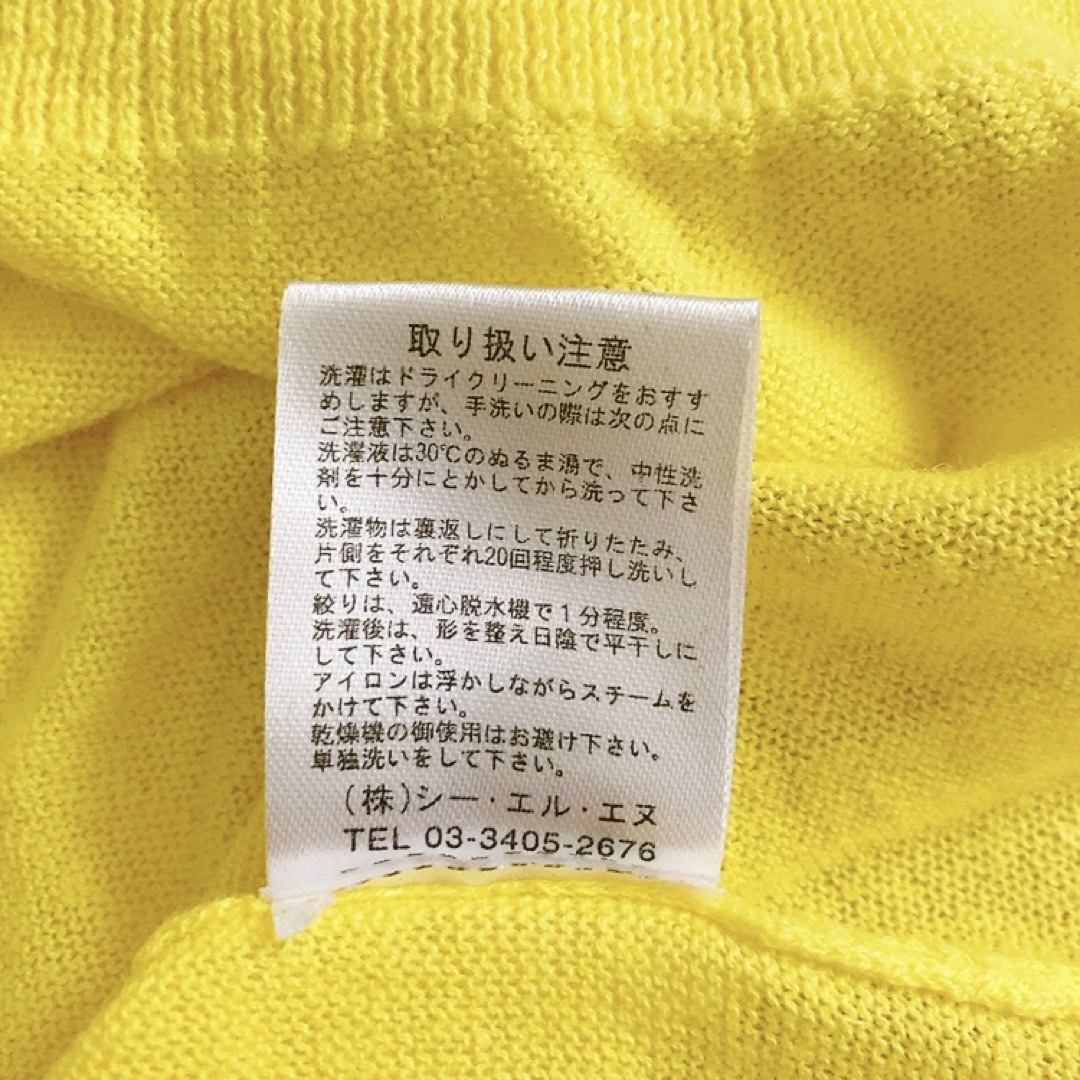 取り扱い注意
洗濯はドライクリーニングをおすす
めしますが、手洗いの際は次の点に
ご注意下さい。
洗濯液は30℃のぬるま湯で、中性洗
剤を十分にとかしてから洗って下さ
い。
洗濯物は裏返しにして折りたたみ、
片側をそれぞれ20回程度押し洗いし
て下さい。
絞りは、遠心脱水機で1分程度。
洗濯後は、形を整え日陰で平干しに
して下さい。
アイロンは浮かしながらスチームを
かけて下さい。
乾燥機の御使用はお避け下さい。
単独洗いをして下さい。
(株)シー・エル・エヌ
TEL 03-3405-2676